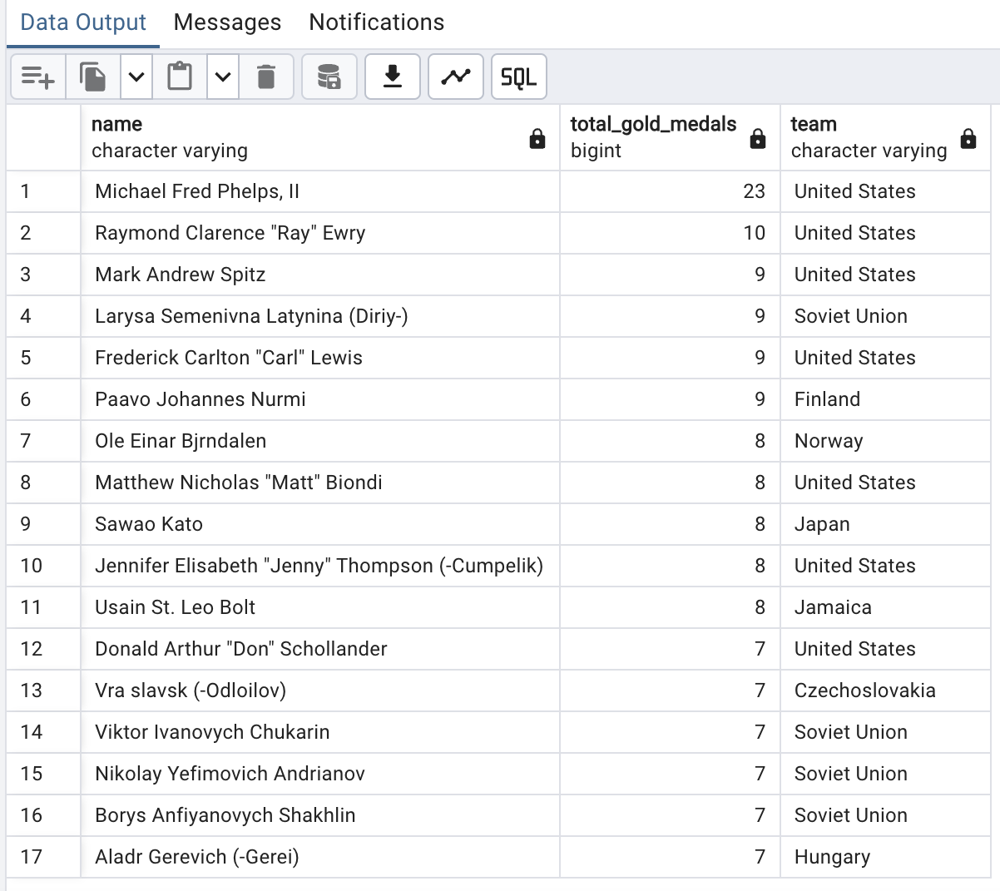 Data Output Messages Notifications
SQL
name total_gold_medals team
character varying bigint character varying
1 Michael Fred Phelps, II 23 United States
2 Raymond Clarence "Ray" Ewry 10 United States
3 Mark Andrew Spitz 9 United States
4 Larysa Semenivna Latynina (Diriy-) 9 Soviet Union
5 Frederick Carlton "Carl" Lewis 9 United States
6 Paavo Johannes Nurmi 9 Finland
7 Ole Einar Bjrndalen 8 Norway
8 Matthew Nicholas "Matt" Biondi 8 United States
9 Sawao Kato 8 Japan
10 Jennifer Elisabeth "Jenny" Thompson (-Cumpelik) 8 United States
11 Usain St. Leo Bolt 8 Jamaica
12 Donald Arthur "Don" Schollander 7 United States
13 Vra slavsk (-Odloilov) 7 Czechoslovakia
14 Viktor Ivanovych Chukarin 7 Soviet Union
15 Nikolay Yefimovich Andrianov 7 Soviet Union
16 Borys Anfiyanovych Shakhlin 7 Soviet Union
17 Aladr Gerevich (-Gerei) 7 Hungary